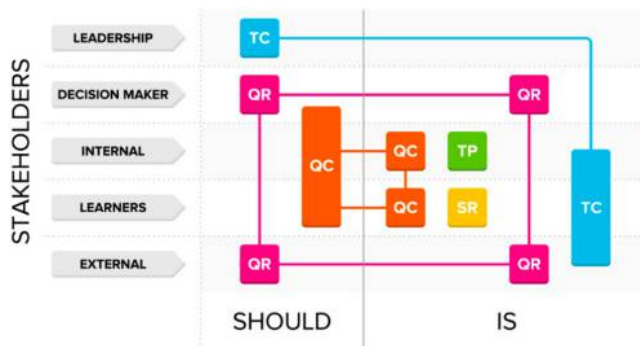 STAKEHOLDERS
LEADERSHIP
TC
DECISION MAKER
QR
QR
INTERNAL
QC
QC
TP
LEARNERS
QC
SR
TC
EXTERNAL
QR
QR
SHOULD
IS